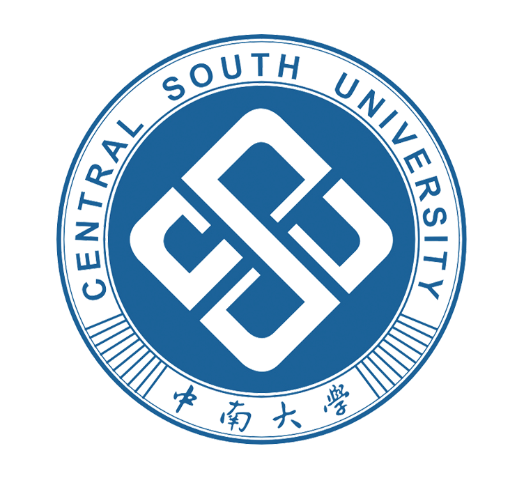 CENTRAL SOUTH UNIVERSITY
中南大學